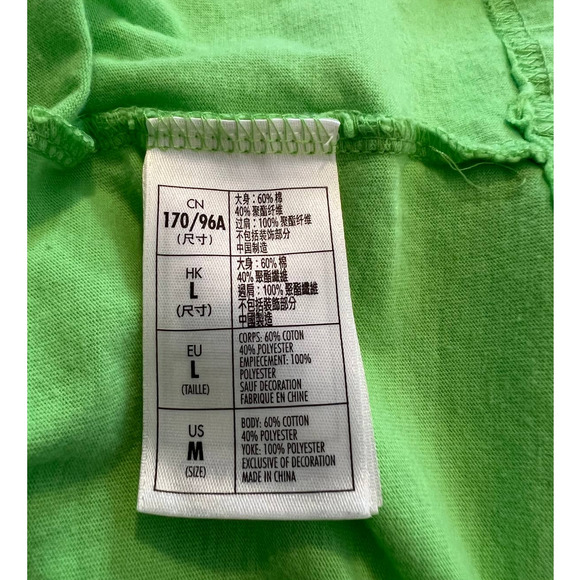 CN
170/96A
(尺寸)
大身：60% 棉
40% 聚酯纤维
过肩：100% 聚酯纤维
不包括装饰部分
中国制造
HK
L
(尺寸)
大身：60% 棉
40% 聚酯纖維
過肩：100% 聚酯纖維
不包括裝飾部分
中國製造
EU
L
(TAILLE)
CORPS: 60% COTON
40% POLYESTER
EMPIECEMENT: 100%
POLYESTER
SAUF DECORATION
FABRIQUE EN CHINE
US
M
(SIZE)
BODY: 60% COTTON
40% POLYESTER
YOKE: 100% POLYESTER
EXCLUSIVE OF DECORATION
MADE IN CHINA